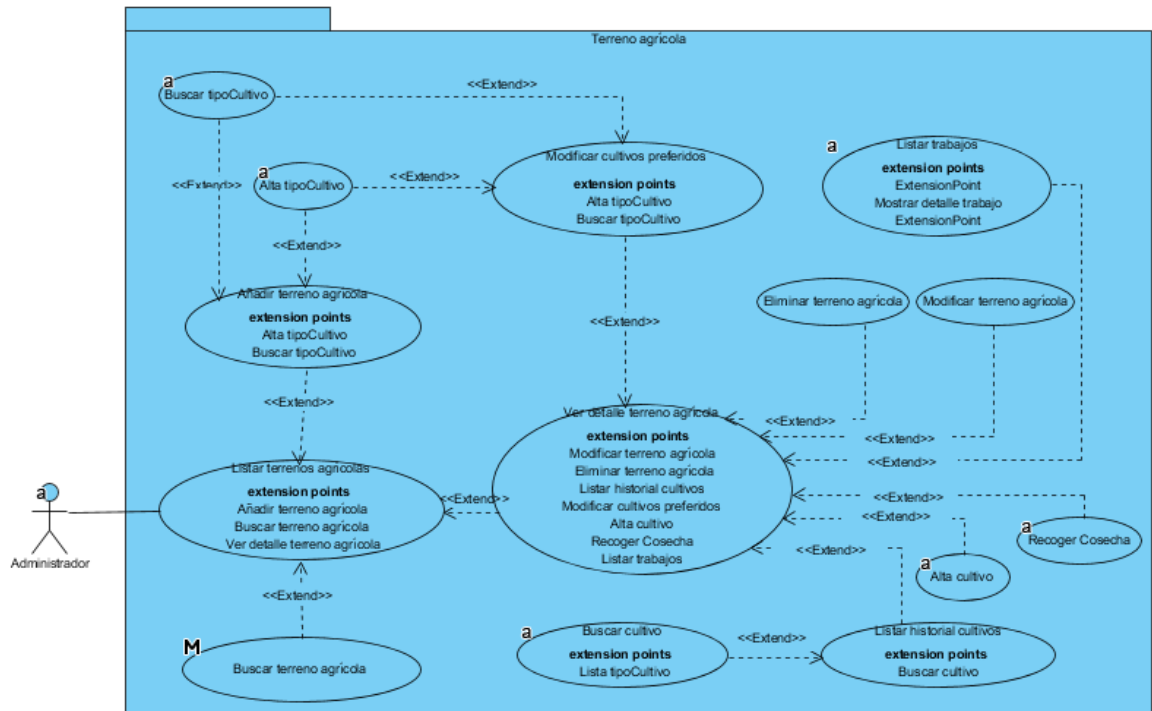 Terreno agrícola
a
Buscar tipoCultivo
<<Extend>>
<<Extend>>
a
Alta tipoCultivo
<<Extend>>
<<Extend>>
Modificar cultivos preferidos
extension points
Alta tipoCultivo
Buscar tipoCultivo
a
Listar trabajos
extension points
ExtensionPoint
Mostrar detalle trabajo
ExtensionPoint
Añadir terreno agrícola
extension points
Alta tipoCultivo
Buscar tipoCultivo
<<Extend>>
Eliminar terreno agrícola
Modificar terreno agrícola
<<Extend>>
Ver detalle terreno agrícola
extension points
Modificar terreno agrícola
Eliminar terreno agrícola
Listar historial cultivos
Modificar cultivos preferidos
Alta cultivo
Recoger Cosecha
Listar trabajos
<<Extend>>
<<Extend>>
<<Extend>>
<<Extend>>
<<Extend>>
<<Extend>>
a
Administrador
Listar terrenos agrícolas
extension points
Añadir terreno agrícola
Buscar terreno agrícola
Ver detalle terreno agrícola
<<Extend>>
a
Recoger Cosecha
a
Alta cultivo
<<Extend>>
M
Buscar terreno agrícola
a
Buscar cultivo
extension points
Lista tipoCultivo
<<Extend>>
Listar historial cultivos
extension points
Buscar cultivo